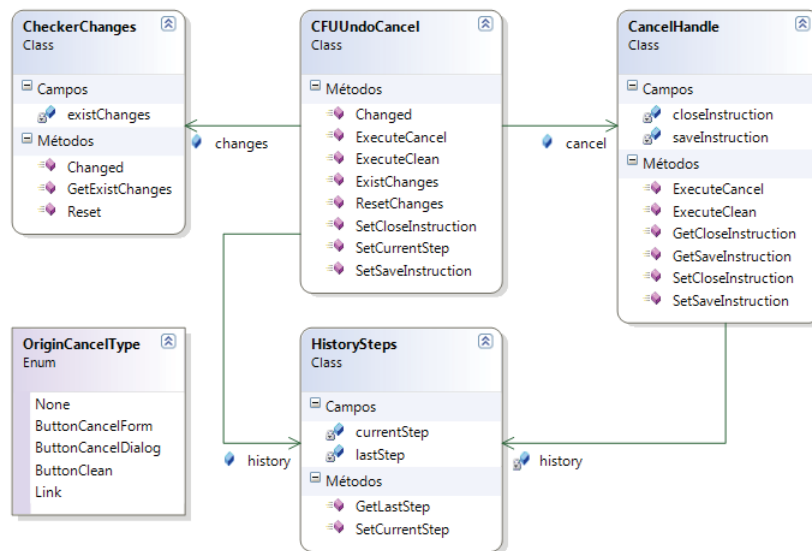 CheckerChanges
Class
Campos
existChanges
Métodos
Changed
GetExistChanges
Reset
changes
CFUUndoCancel
Class
Métodos
Changed
ExecuteCancel
ExecuteClean
ExistChanges
ResetChanges
SetCloseInstruction
SetCurrentStep
SetSaveInstruction
cancel
CancelHandle
Class
Campos
closeInstruction
saveInstruction
Métodos
ExecuteCancel
ExecuteClean
GetCloseInstruction
GetSaveInstruction
SetCloseInstruction
SetSaveInstruction
OriginCancelType
Enum
None
ButtonCancelForm
ButtonCancelDialog
ButtonClean
Link
history
HistorySteps
Class
Campos
currentStep
lastStep
Métodos
GetLastStep
SetCurrentStep
history